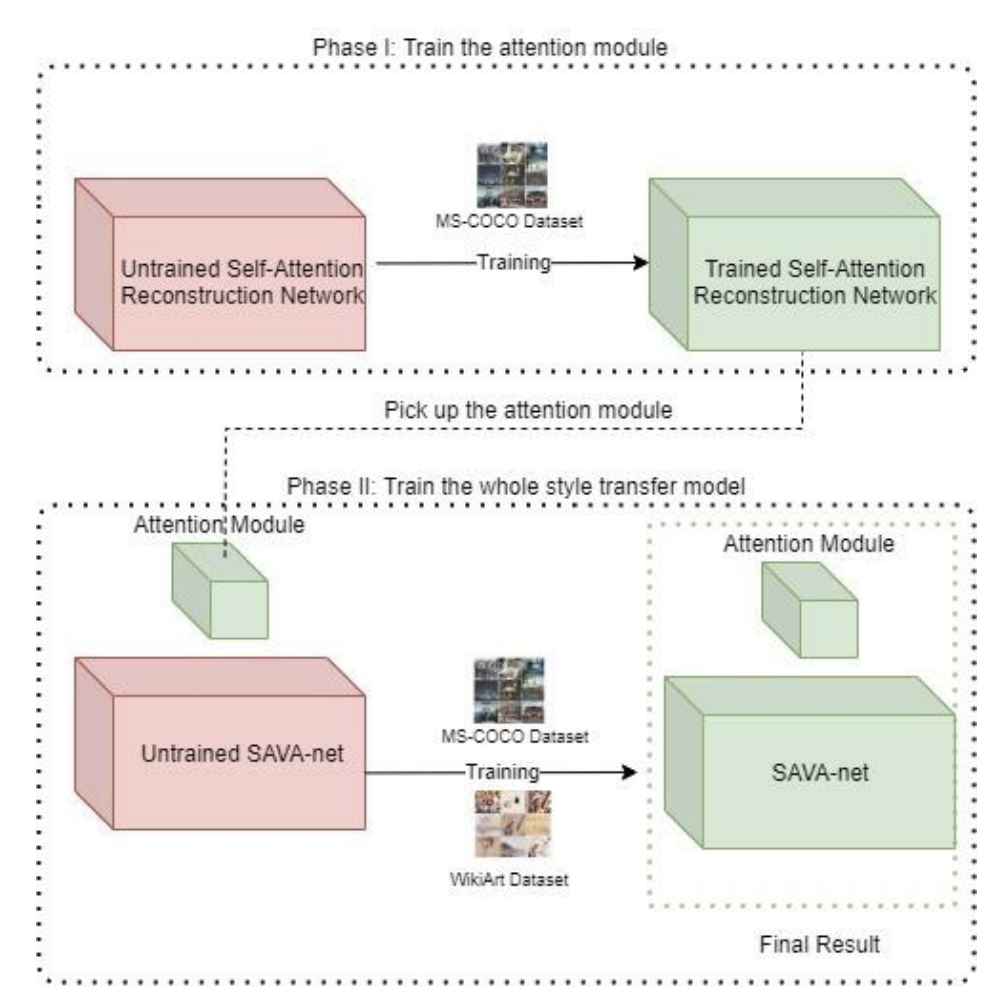 Phase I: Train the attention module
MS-COCO Dataset
Untrained Self-Attention
Reconstruction Network
Training
Trained Self-Attention
Reconstruction Network
Pick up the attention module
Phase II: Train the whole style transfer model
Attention Module
Attention Module
Untrained SAVA-net
MS-COCO Dataset
Training
WikiArt Dataset
SAVA-net
Final Result